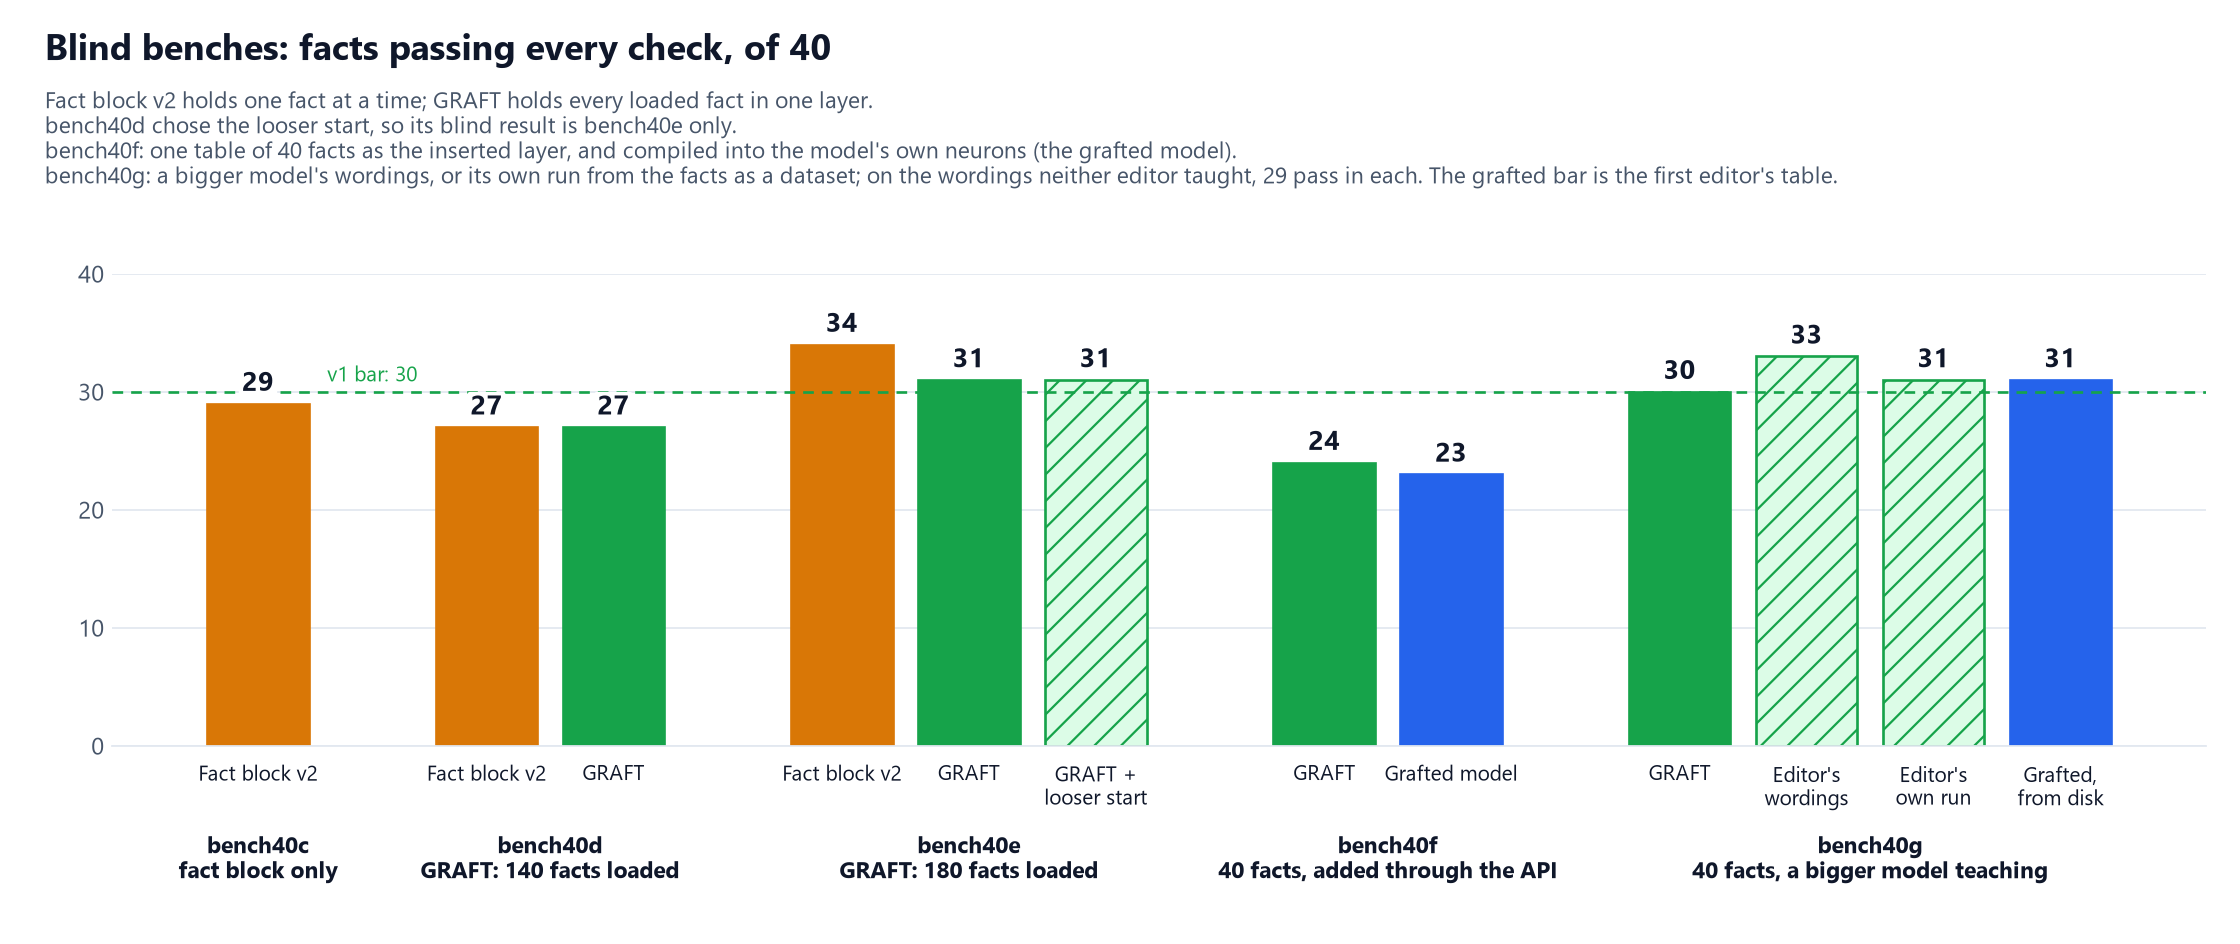 Blind benches: facts passing every check, of 40
Fact block v2 holds one fact at a time; GRAFT holds every loaded fact in one layer.
bench40d chose the looser start, so its blind result is bench40e only.
bench40f: one table of 40 facts as the inserted layer, and compiled into the model's own neurons (the grafted model).
bench40g: a bigger model's wordings, or its own run from the facts as a dataset; on the wordings neither editor taught, 29 pass in each. The grafted bar is the first editor's table.
40
34
33
31
31
31
31
v1 bar: 30
30
29
30
27
27
24
23
20
10
0
Fact block v2
Fact block v2
GRAFT
Fact block v2
GRAFT
GRAFT +
looser start
GRAFT
Grafted model
GRAFT
Editor's
wordings
Editor's
own run
Grafted,
from disk
bench40c
fact block only
bench40d
GRAFT: 140 facts loaded
bench40e
GRAFT: 180 facts loaded
bench40f
40 facts, added through the API
bench40g
40 facts, a bigger model teaching